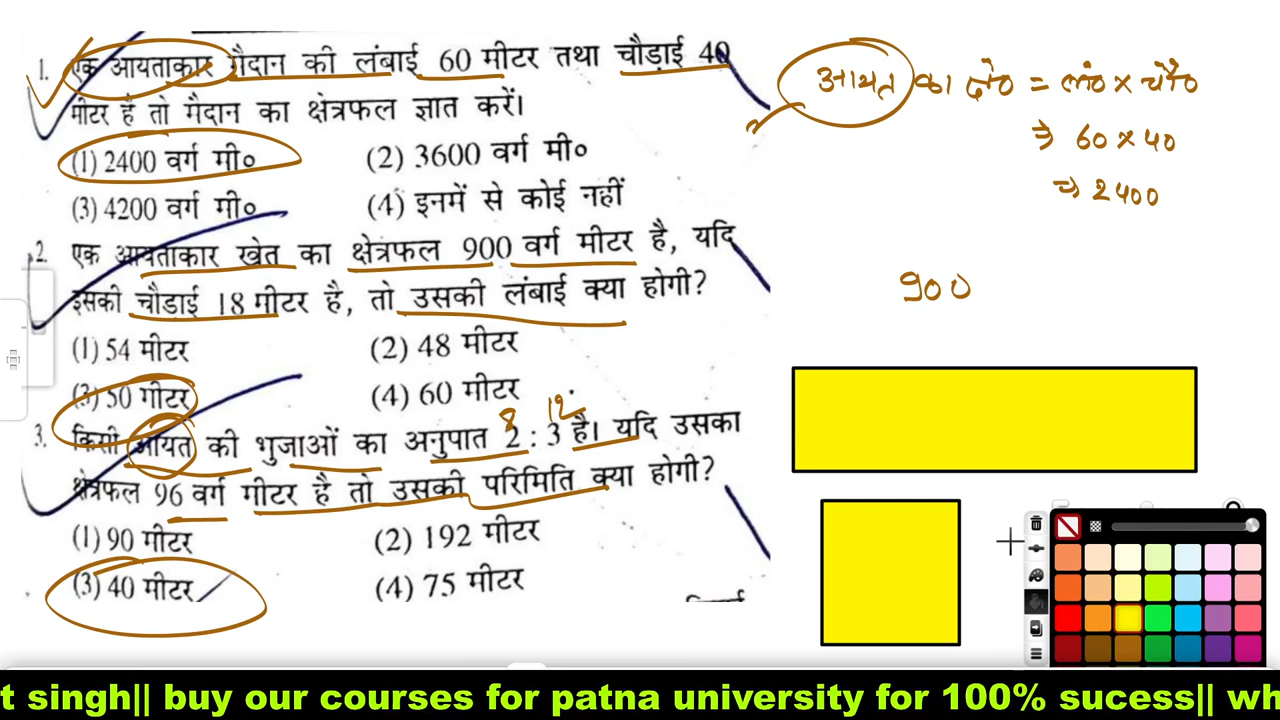 1. एक आयताकार मैदान की लंबाई 60 मीटर तथा चौड़ाई 40
मीटर है तो मैदान का क्षेत्रफल ज्ञात करें।
(1) 2400 वर्ग मी० (2) 3600 वर्ग मी०
(3) 4200 वर्ग मी० (4) इनमें से कोई नहीं
2. एक आयताकार खेत का क्षेत्रफल 900 वर्ग मीटर है, यदि
इसकी चौड़ाई 18 मीटर है, तो उसकी लंबाई क्या होगी?
(1) 54 मीटर (2) 48 मीटर
(3) 50 मीटर (4) 60 मीटर
8 12
3. किसी आयत की भुजाओं का अनुपात 2 : 3 है। यदि उसका
क्षेत्रफल 96 वर्ग मीटर है तो उसकी परिमिति क्या होगी?
(1) 90 मीटर (2) 192 मीटर
(3) 40 मीटर (4) 75 मीटर
आयत का क्षे० = लं० × चौ०
⇒ 60 × 40
⇒ 2400
900
t singh|| buy our courses for patna university for 100% sucess|| wh